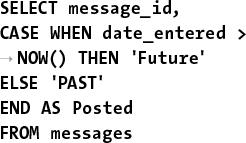 SELECT message_id,
CASE WHEN date_entered >
→ NOW() THEN 'Future'
ELSE 'PAST'
END AS Posted
FROM messages